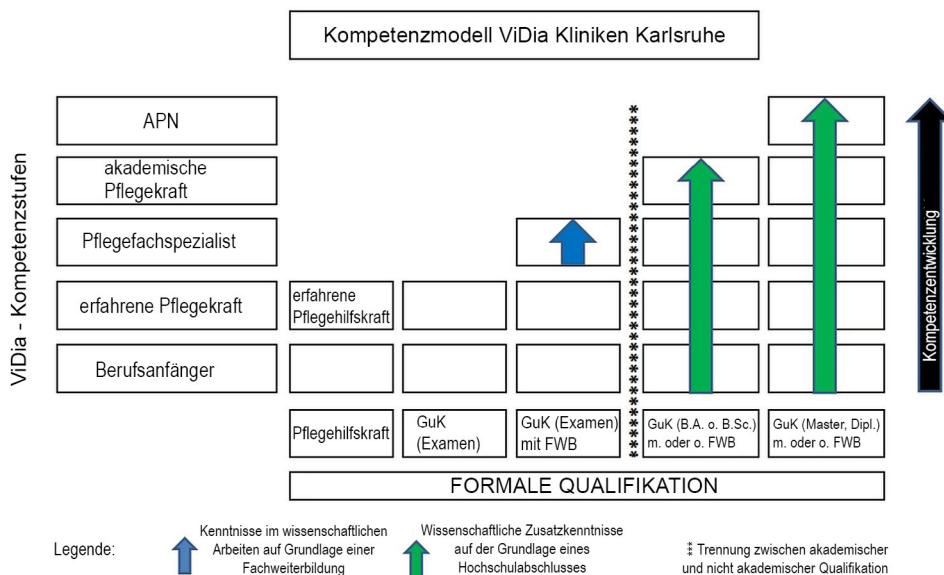 Kompetenzmodell ViDia Kliniken Karlsruhe
ViDia - Kompetenzstufen
APN
akademische
Pflegekraft
Pflegefachspezialist
erfahrene Pflegekraft
erfahrene
Pflegehilfskraft
Berufsanfänger
Kompetenzentwicklung
Pflegehilfskraft
GuK
(Examen)
GuK (Examen)
mit FWB
GuK (B.A. o. B.Sc.)
m. oder o. FWB
GuK (Master, Dipl.)
m. oder o. FWB
FORMALE QUALIFIKATION
Legende:
Kenntnisse im wissenschaftlichen
Arbeiten auf Grundlage einer
Fachweiterbildung
Wissenschaftliche Zusatzkenntnisse
auf der Grundlage eines
Hochschulabschlusses
Trennung zwischen akademischer
und nicht akademischer Qualifikation